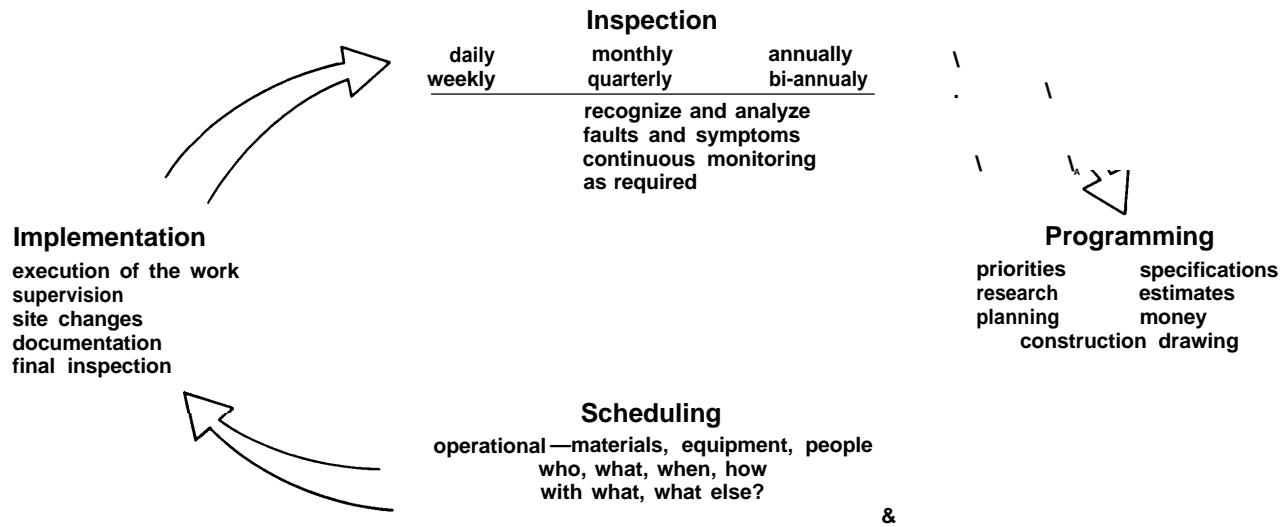 Inspection
daily monthly annually
weekly quarterly bi-annualy
recognize and analyze
faults and symptoms
continuous monitoring
as required
Programming
priorities specifications
research estimates
planning money
construction drawing
Scheduling
operational—materials, equipment, people
who, what, when, how
with what, what else?
&
Implementation
execution of the work
supervision
site changes
documentation
final inspection